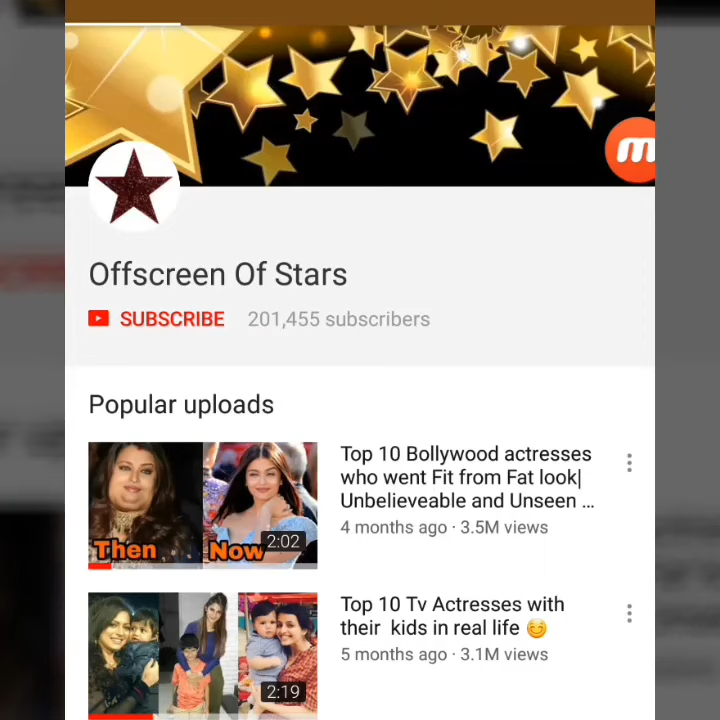 m
Offscreen Of Stars
SUBSCRIBE 201,455 subscribers
Popular uploads
Top 10 Bollywood actresses
who went Fit from Fat look|
Unbelieveable and Unseen ...
4 months ago · 3.5M views
Then Now 2:02
Top 10 Tv Actresses with
their kids in real life 😊
5 months ago · 3.1M views
2:19